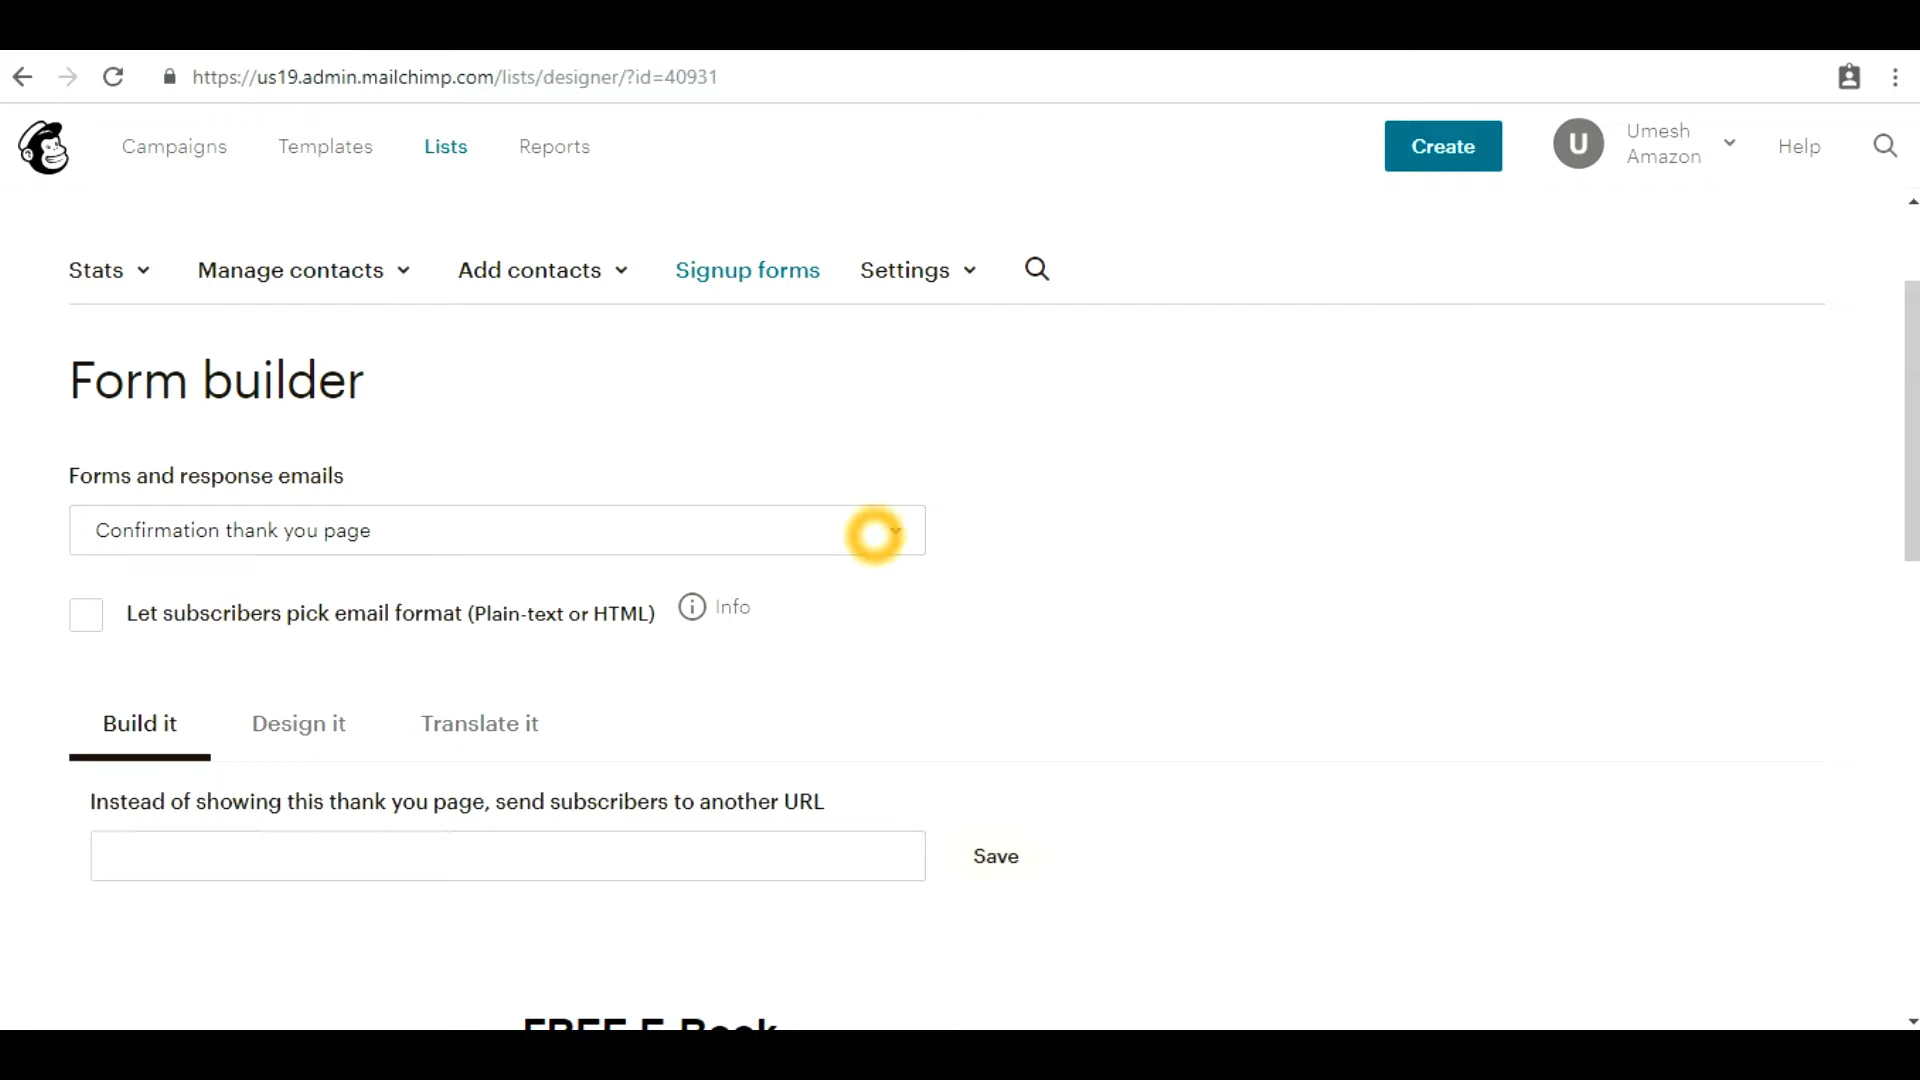 https://us19.admin.mailchimp.com/lists/designer/?id=40931
Campaigns
Templates
Lists
Reports
Create
U
Umesh
Amazon
Help
Stats
Manage contacts
Add contacts
Signup forms
Settings
Form builder
Forms and response emails
Confirmation thank you page
Let subscribers pick email format (Plain-text or HTML)
Info
Build it
Design it
Translate it
Instead of showing this thank you page, send subscribers to another URL
Save
FREE E-Book